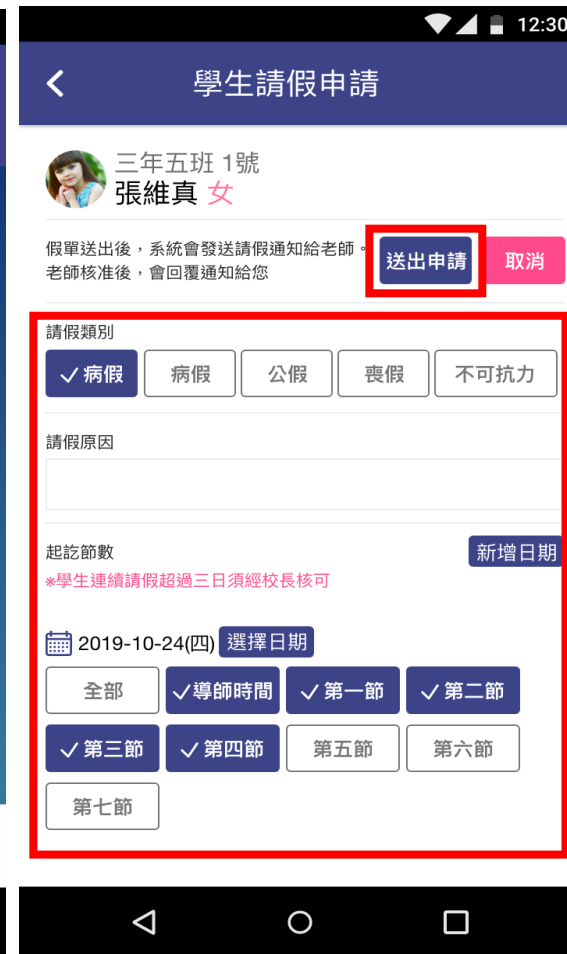 12:30
學生請假申請
三年五班 1號
張維真 女
假單送出後，系統會發送請假通知給老師。
老師核准後，會回覆通知給您
送出申請 取消
請假類別
病假 病假 公假 喪假 不可抗力
請假原因
起訖節數 新增日期
※學生連續請假超過三日須經校長核可
2019-10-24(四) 選擇日期
全部 導師時間 第一節 第二節
第三節 第四節 第五節 第六節
第七節